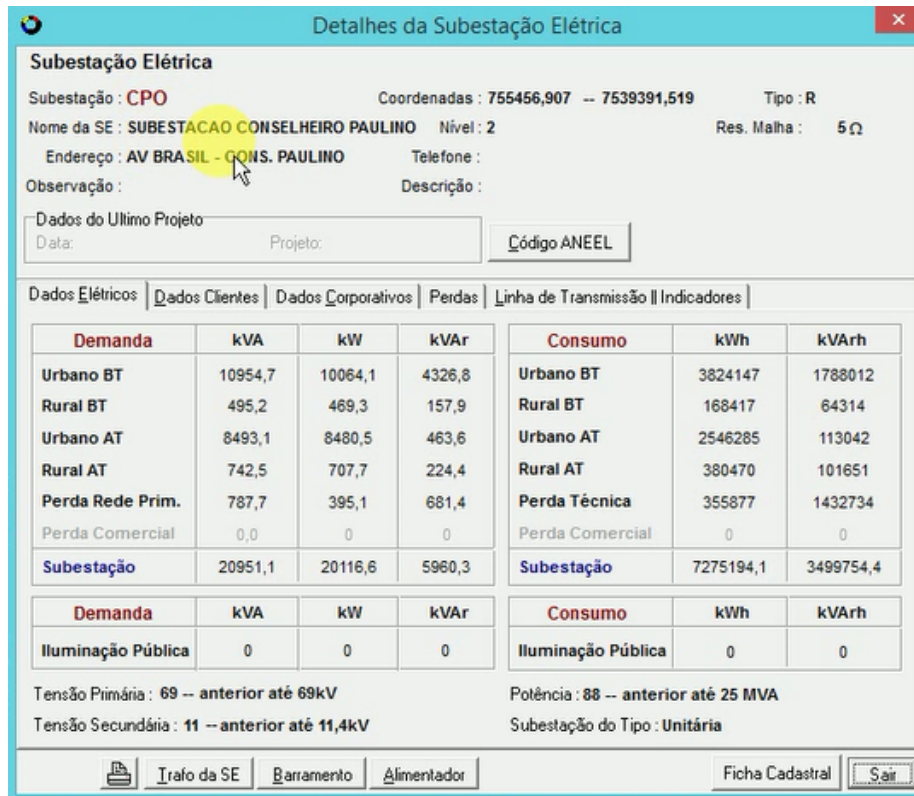 Detalhes da Subestação Elétrica
Subestação Elétrica
Subestação : CPO Coordenadas : 755456,907 -- 7539391,519 Tipo : R
Nome da SE : SUBESTACAO CONSELHEIRO PAULINO Nível : 2 Res. Malha : 5 Ω
Endereço : AV BRASIL - CONS. PAULINO Telefone :
Observação : Descrição :
Dados do Ultimo Projeto
Data: Projeto: Código ANEEL
Dados Elétricos Dados Clientes Dados Corporativos Perdas Linha de Transmissão || Indicadores
Demanda kVA kW kVAr Consumo kWh kVArh
Urbano BT 10954,7 10064,1 4326,8 Urbano BT 3824147 1788012
Rural BT 495,2 469,3 157,9 Rural BT 168417 64314
Urbano AT 8493,1 8480,5 463,6 Urbano AT 2546285 113042
Rural AT 742,5 707,7 224,4 Rural AT 380470 101651
Perda Rede Prim. 787,7 395,1 681,4 Perda Técnica 355877 1432734
Perda Comercial 0,0 0 0 Perda Comercial 0 0
Subestação 20951,1 20116,6 5960,3 Subestação 7275194,1 3499754,4
Demanda kVA kW kVAr Consumo kWh kVArh
Iluminação Pública 0 0 0 Iluminação Pública 0 0
Tensão Primária : 69 -- anterior até 69kV Potência : 88 -- anterior até 25 MVA
Tensão Secundária : 11 -- anterior até 11,4kV Subestação do Tipo : Unitária
Trafo da SE Barramento Alimentador Ficha Cadastral Sair